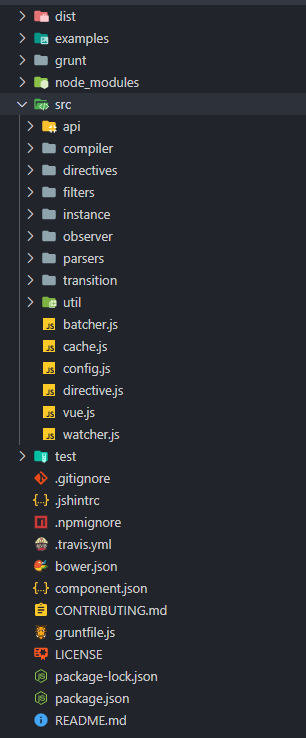 dist
examples
grunt
node_modules
src
api
compiler
directives
filters
instance
observer
parsers
transition
util
batcher.js
cache.js
config.js
directive.js
vue.js
watcher.js
test
.gitignore
.jshintrc
.npmignore
.travis.yml
bower.json
component.json
CONTRIBUTING.md
gruntfile.js
LICENSE
package-lock.json
package.json
README.md